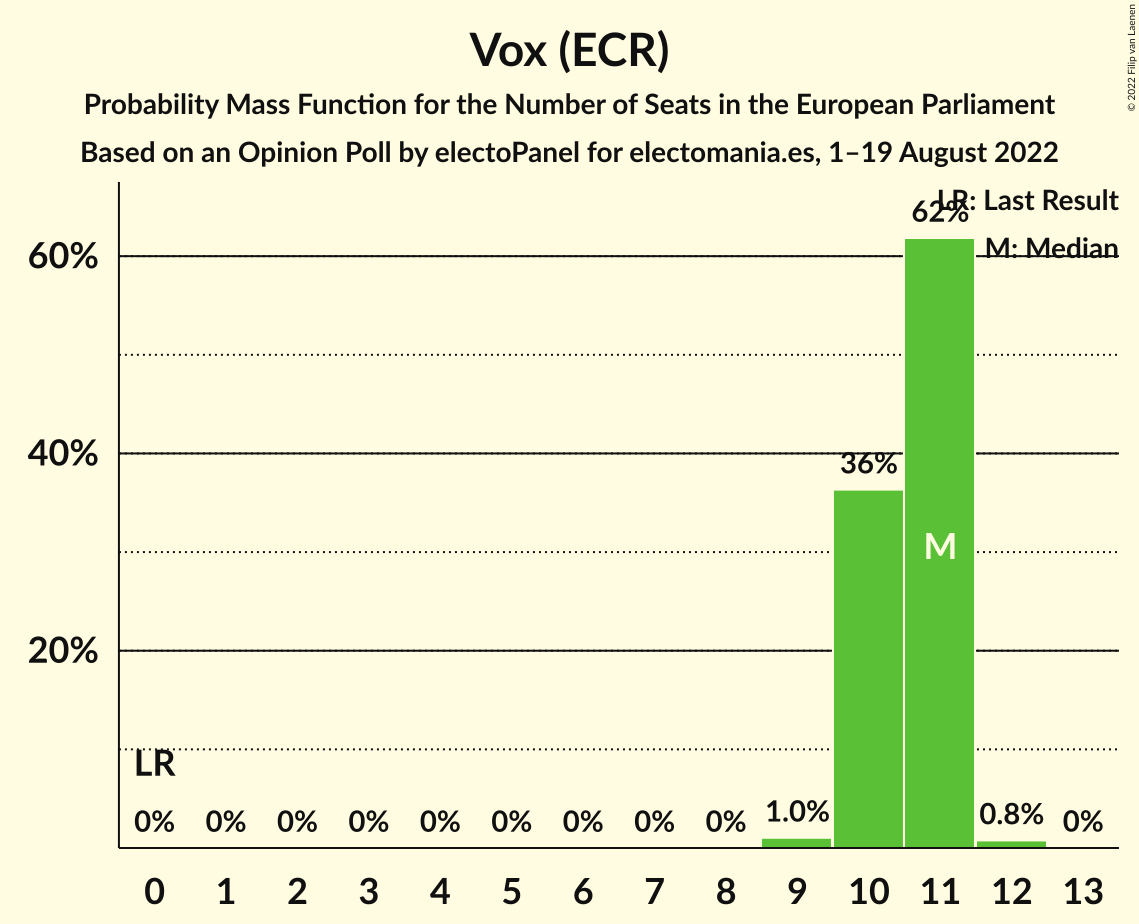 Vox (ECR)
Probability Mass Function for the Number of Seats in the European Parliament
Based on an Opinion Poll by electoPanel for electomania.es, 1–19 August 2022
© 2022 Filip van Laenen
LR: Last Result
M: Median
60%
40%
20%
62%
36%
M
LR
0% 0% 0% 0% 0% 0% 0% 0% 0% 1.0% 0.8% 0%
0 1 2 3 4 5 6 7 8 9 10 11 12 13